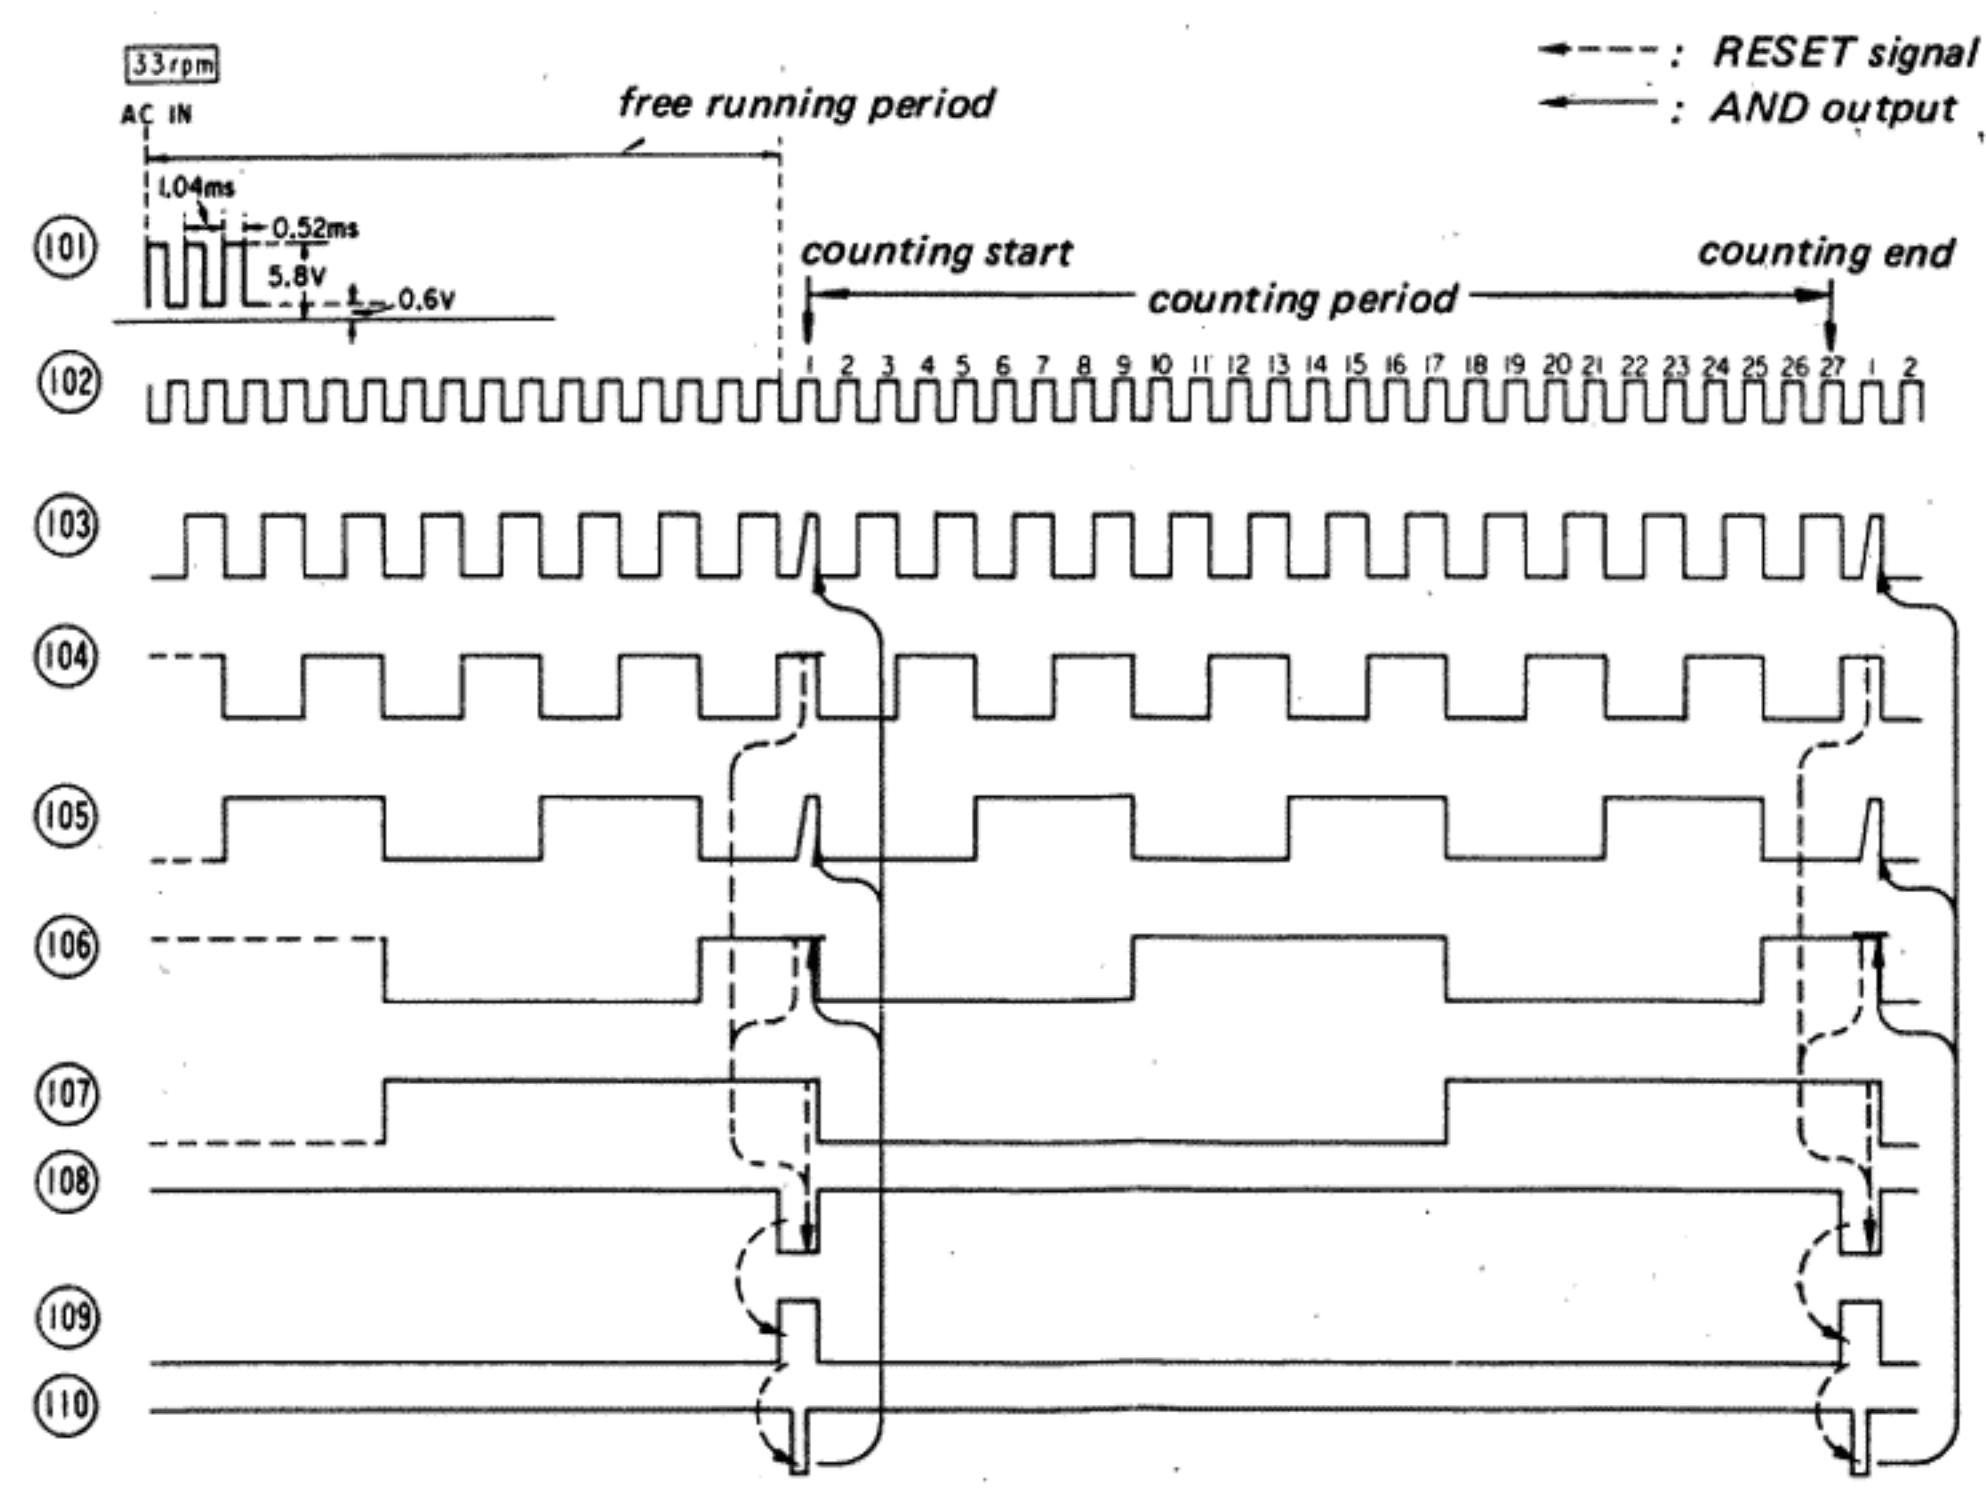 33rpm
AC IN
free running period
: RESET signal
: AND output
1.04ms
0.52ms
5.8V
0.6V
counting start
counting period
counting end
101
102
1 2 3 4 5 6 7 8 9 10 11 12 13 14 15 16 17 18 19 20 21 22 23 24 25 26 27 1 2
103
104
105
106
107
108
109
110